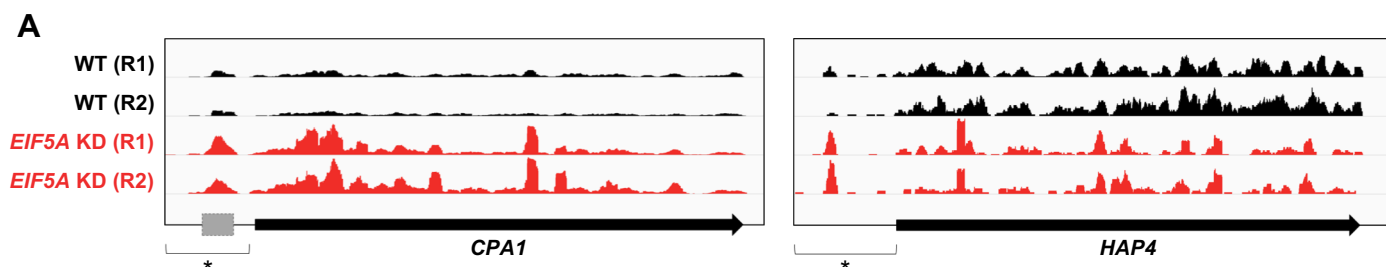 A
WT (R1)
WT (R2)
EIF5A KD (R1)
EIF5A KD (R2)
CPA1
HAP4
*
*